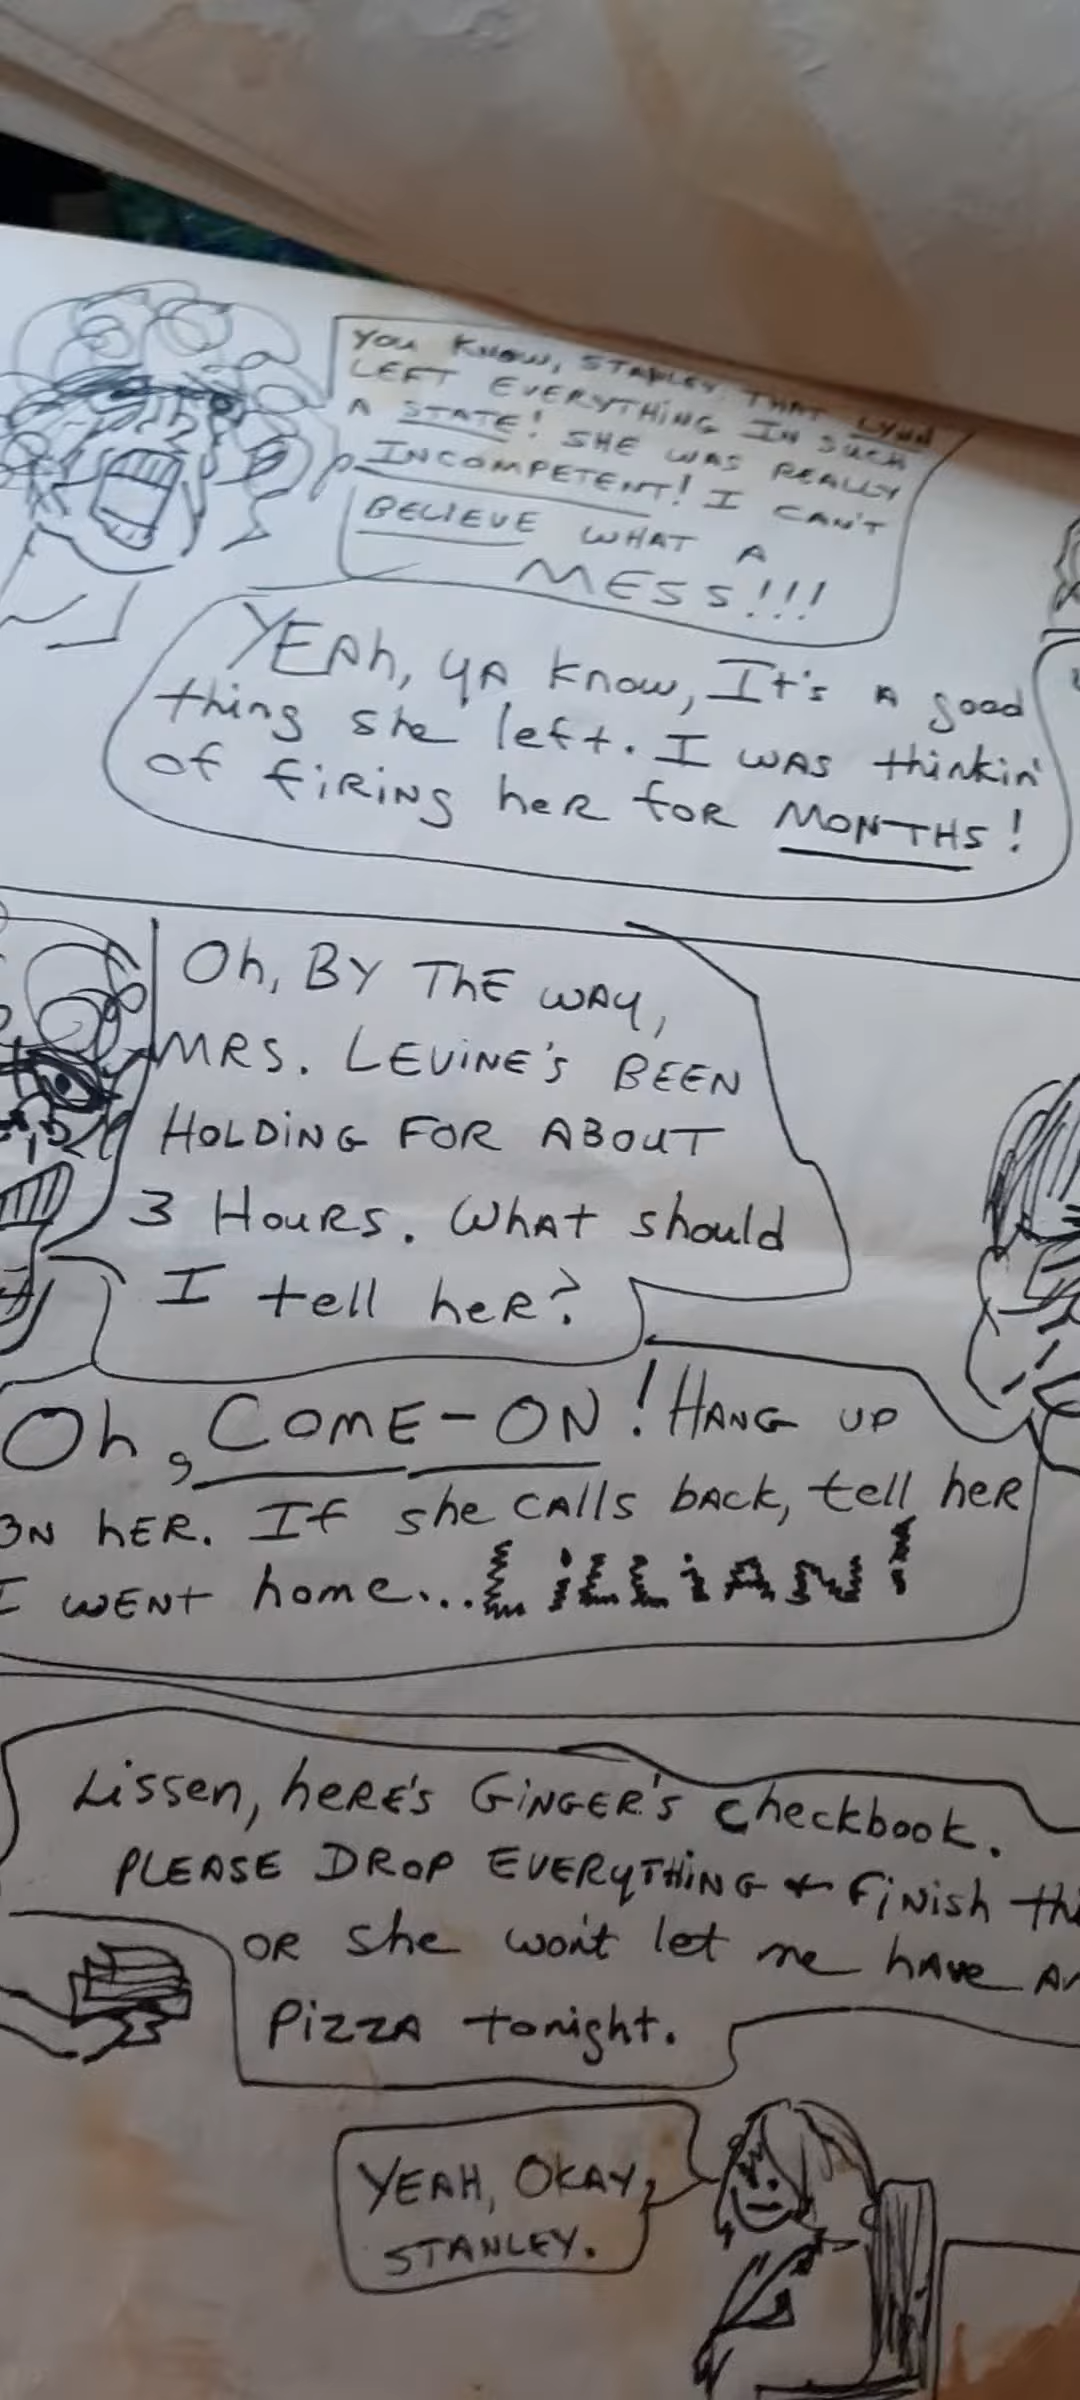 YOU KNOW, STANLEY, THAT LYNN
LEFT EVERYTHING IN SUCH
A STATE! SHE WAS REALLY
INCOMPETENT! I CAN'T
BELIEVE WHAT A
MESS!!!
YEAh, yA know, It's A good
thing she left. I WAS thinkin'
of fiRiNg heR foR MONTHS!
Oh, BY ThE WAY,
MRS. LEVINE'S BEEN
HOLDING FOR ABOUT
3 HOURS. WhAT should
I tell heR?
Oh, COME-ON! HANG UP
ON hER. If she CAlls bACk, tell heR
I WENT home... LiLLiAN!
Lissen, heRE's GiNGER's checkbook.
PLEASE DROP EVERYTHING & fiNish
OR she won't let me hAve
PizzA tonight.
YEAH, OKAY,
STANLEY.